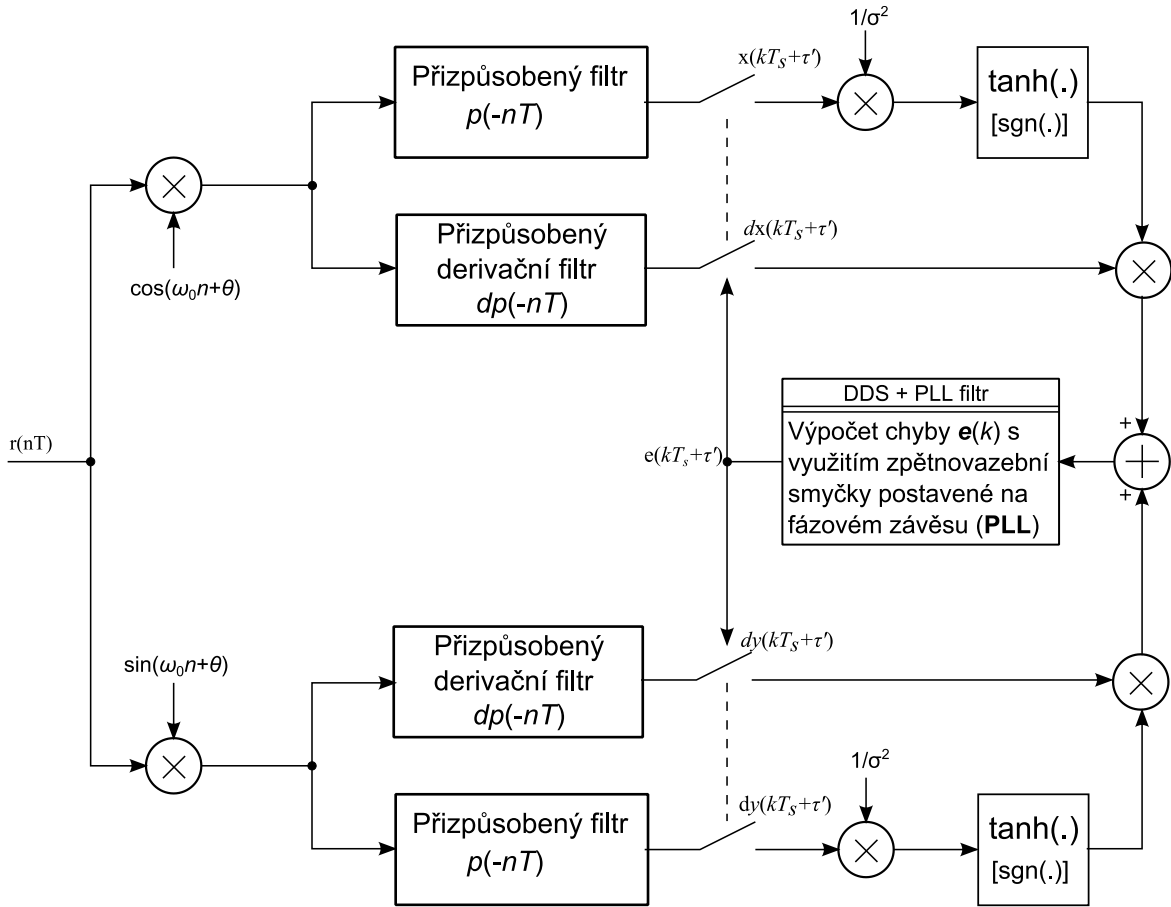 1/σ²
Přizpůsobený filtr
p(-nT)
x(kTS+τ')
tanh(.)
[sgn(.)]
Přizpůsobený
derivační filtr
dp(-nT)
dx(kTS+τ')
cos(ω0n+θ)
r(nT)
e(kTs+τ')
DDS + PLL filtr
Výpočet chyby e(k) s
využitím zpětnovazební
smyčky postavené na
fázovém závěsu (PLL)
+
+
sin(ω0n+θ)
Přizpůsobený
derivační filtr
dp(-nT)
dy(kTS+τ')
1/σ²
Přizpůsobený filtr
p(-nT)
dy(kTS+τ')
tanh(.)
[sgn(.)]